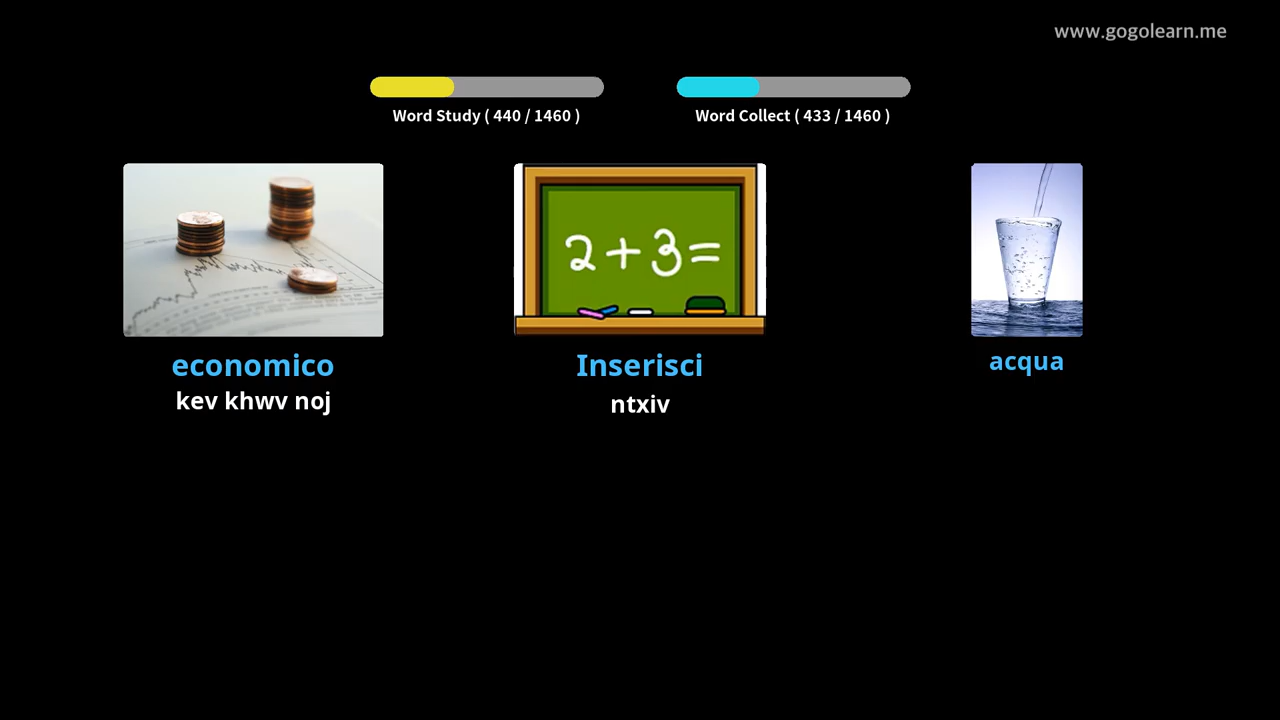 www.gogolearn.me
Word Study ( 440 / 1460 )
Word Collect ( 433 / 1460 )
2+3=
economico
kev khwv noj
Inserisci
ntxiv
acqua